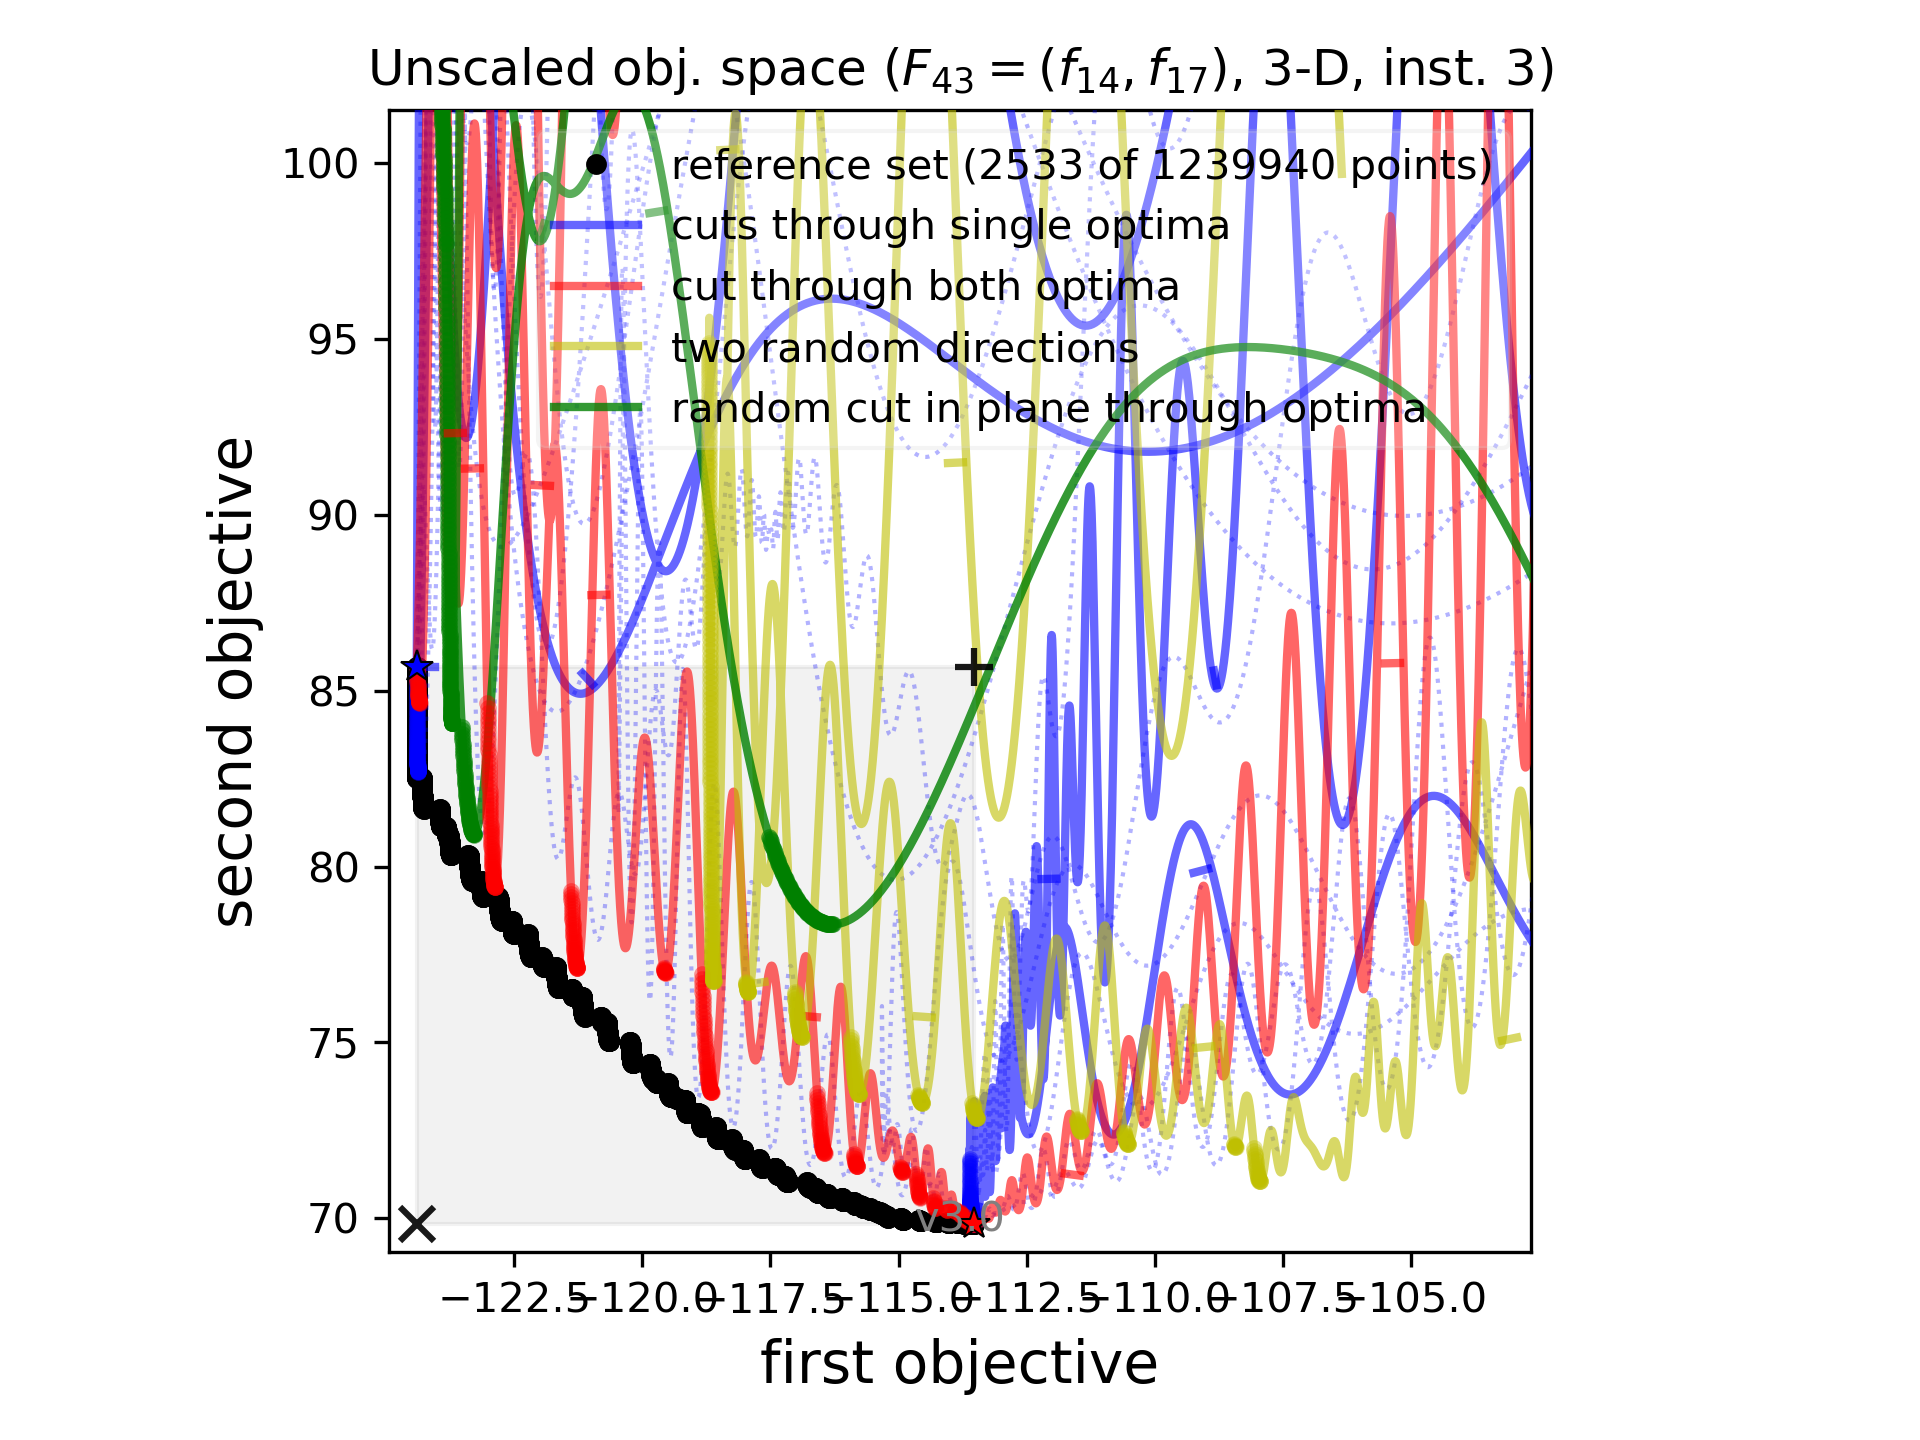 Unscaled obj. space (F43 = (f14, f17), 3-D, inst. 3)
100
95
90
85
80
75
70
second objective
reference set (2533 of 1239940 points)
cuts through single optima
cut through both optima
two random directions
random cut in plane through optima
v3.0
−122.5 −120.0 −117.5 −115.0 −112.5 −110.0 −107.5 −105.0
first objective